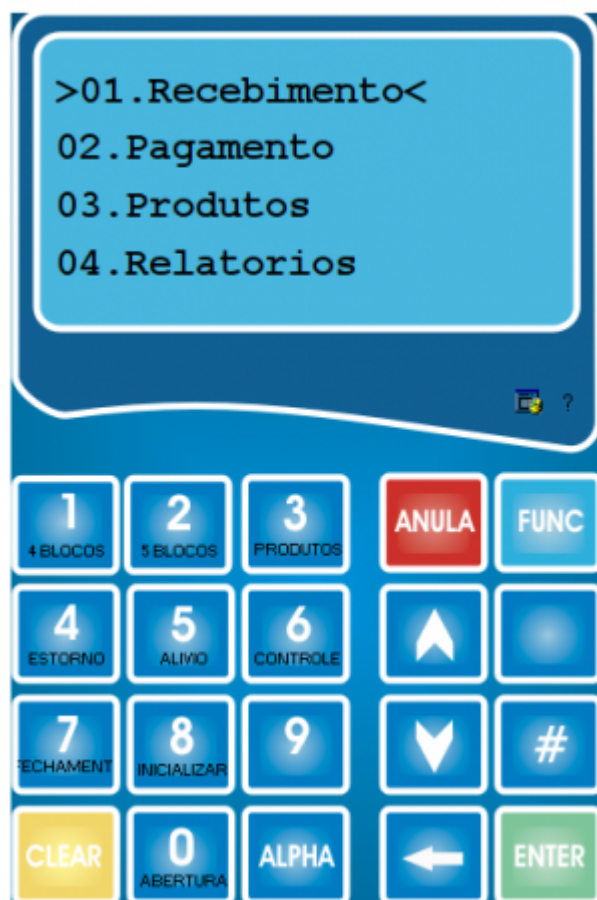 >01.Recebimento<
02.Pagamento
03.Produtos
04.Relatorios
?
1 2 3 ANULA FUNC
4 BLOCOS 5 BLOCOS PRODUTOS
4 5 6
ESTORNO ALIVIO CONTROLE
7 8 9 #
FECHAMENT INICIALIZAR
CLEAR 0 ALPHA ENTER
ABERTURA